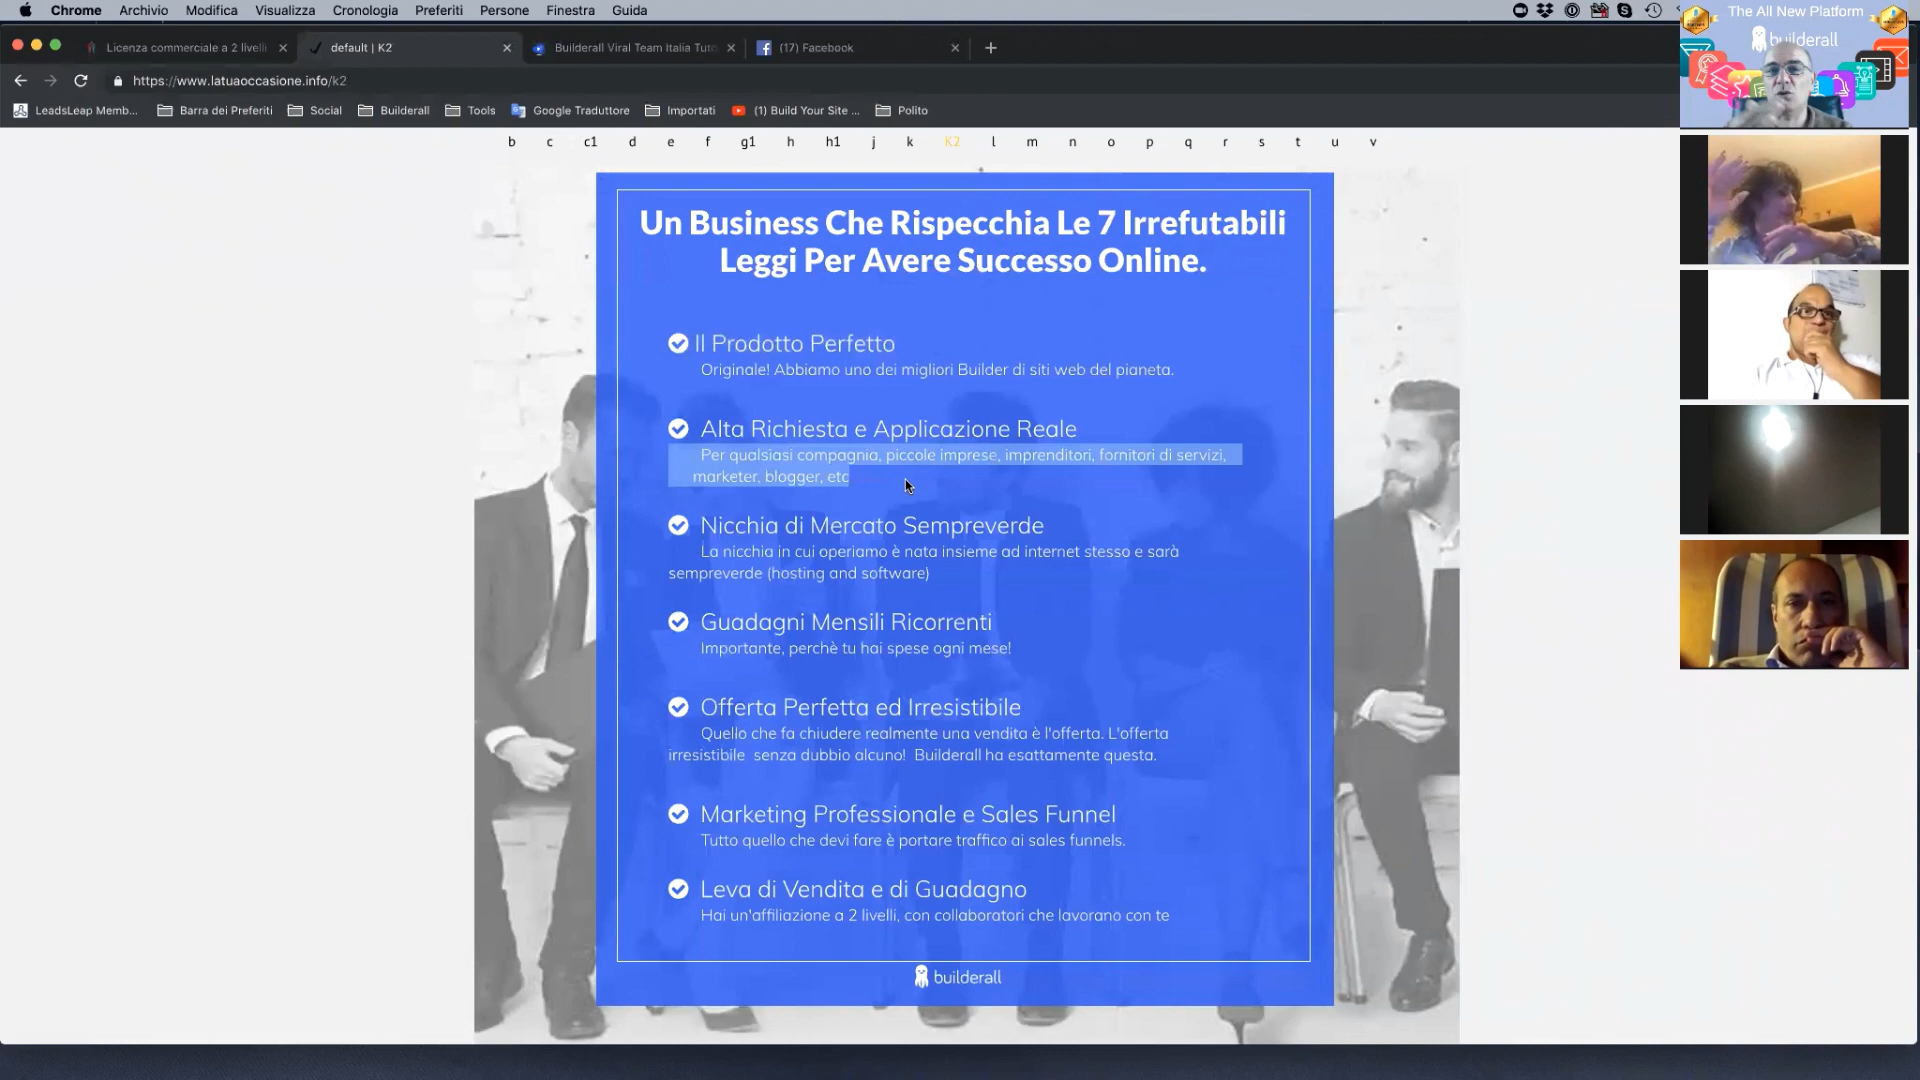 Chrome Archivio Modifica Visualizza Cronologia Preferiti Persone Finestra Guida
Licenza commerciale a 2 livelli
default | K2
Builderall Viral Team Italia Tuto
(17) Facebook
https://www.latuaoccasione.info/k2
LeadsLeap Memb... Barra dei Preferiti Social Builderall Tools Google Traduttore Importati (1) Build Your Site ... Polito
The All New Platform
builderall
b c c1 d e f g1 h h1 j k K2 l m n o p q r s t u v
Un Business Che Rispecchia Le 7 Irrefutabili
Leggi Per Avere Successo Online.
Il Prodotto Perfetto
Originale! Abbiamo uno dei migliori Builder di siti web del pianeta.
Alta Richiesta e Applicazione Reale
Per qualsiasi compagnia, piccole imprese, imprenditori, fornitori di servizi,
marketer, blogger, etc
Nicchia di Mercato Sempreverde
La nicchia in cui operiamo è nata insieme ad internet stesso e sarà
sempreverde (hosting and software)
Guadagni Mensili Ricorrenti
Importante, perchè tu hai spese ogni mese!
Offerta Perfetta ed Irresistibile
Quello che fa chiudere realmente una vendita è l'offerta. L'offerta
irresistibile senza dubbio alcuno! Builderall ha esattamente questa.
Marketing Professionale e Sales Funnel
Tutto quello che devi fare è portare traffico ai sales funnels.
Leva di Vendita e di Guadagno
Hai un'affiliazione a 2 livelli, con collaboratori che lavorano con te
builderall